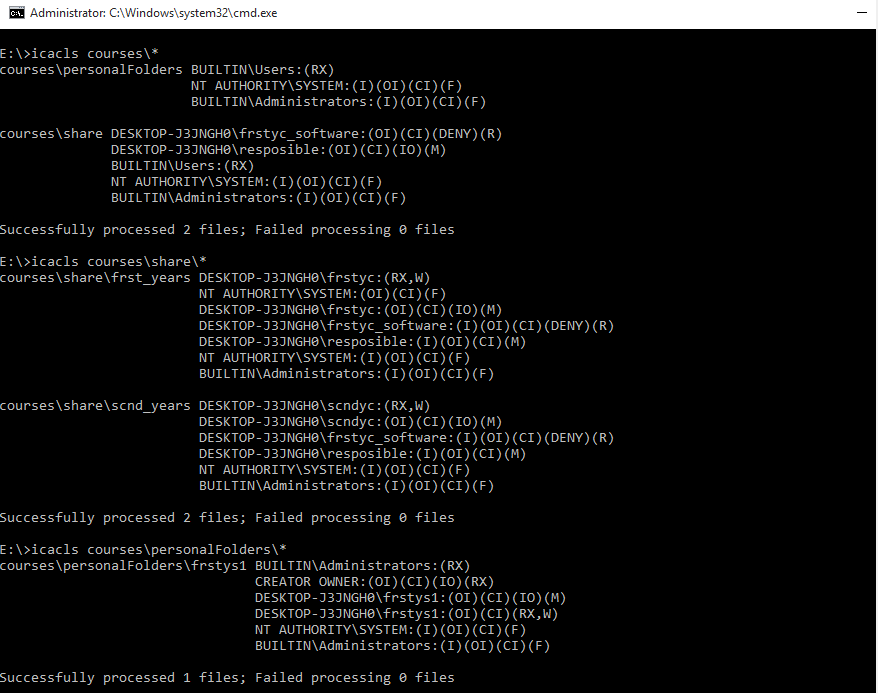 Administrator: C:\Windows\system32\cmd.exe
E:\>icacls courses\*
courses\personalFolders BUILTIN\Users:(RX)
NT AUTHORITY\SYSTEM:(I)(OI)(CI)(F)
BUILTIN\Administrators:(I)(OI)(CI)(F)
courses\share DESKTOP-J3JNGH0\frstyc_software:(OI)(CI)(DENY)(R)
DESKTOP-J3JNGH0\resposible:(OI)(CI)(IO)(M)
BUILTIN\Users:(RX)
NT AUTHORITY\SYSTEM:(I)(OI)(CI)(F)
BUILTIN\Administrators:(I)(OI)(CI)(F)
Successfully processed 2 files; Failed processing 0 files
E:\>icacls courses\share\*
courses\share\frst_years DESKTOP-J3JNGH0\frstyc:(RX,W)
NT AUTHORITY\SYSTEM:(OI)(CI)(F)
DESKTOP-J3JNGH0\frstyc:(OI)(CI)(IO)(M)
DESKTOP-J3JNGH0\frstyc_software:(I)(OI)(CI)(DENY)(R)
DESKTOP-J3JNGH0\resposible:(I)(OI)(CI)(M)
NT AUTHORITY\SYSTEM:(I)(OI)(CI)(F)
BUILTIN\Administrators:(I)(OI)(CI)(F)
courses\share\scnd_years DESKTOP-J3JNGH0\scndyc:(RX,W)
DESKTOP-J3JNGH0\scndyc:(OI)(CI)(IO)(M)
DESKTOP-J3JNGH0\frstyc_software:(I)(OI)(CI)(DENY)(R)
DESKTOP-J3JNGH0\resposible:(I)(OI)(CI)(M)
NT AUTHORITY\SYSTEM:(I)(OI)(CI)(F)
BUILTIN\Administrators:(I)(OI)(CI)(F)
Successfully processed 2 files; Failed processing 0 files
E:\>icacls courses\personalFolders\*
courses\personalFolders\frstys1 BUILTIN\Administrators:(RX)
CREATOR OWNER:(OI)(CI)(IO)(RX)
DESKTOP-J3JNGH0\frstys1:(OI)(CI)(IO)(M)
DESKTOP-J3JNGH0\frstys1:(OI)(CI)(RX,W)
NT AUTHORITY\SYSTEM:(I)(OI)(CI)(F)
BUILTIN\Administrators:(I)(OI)(CI)(F)
Successfully processed 1 files; Failed processing 0 files